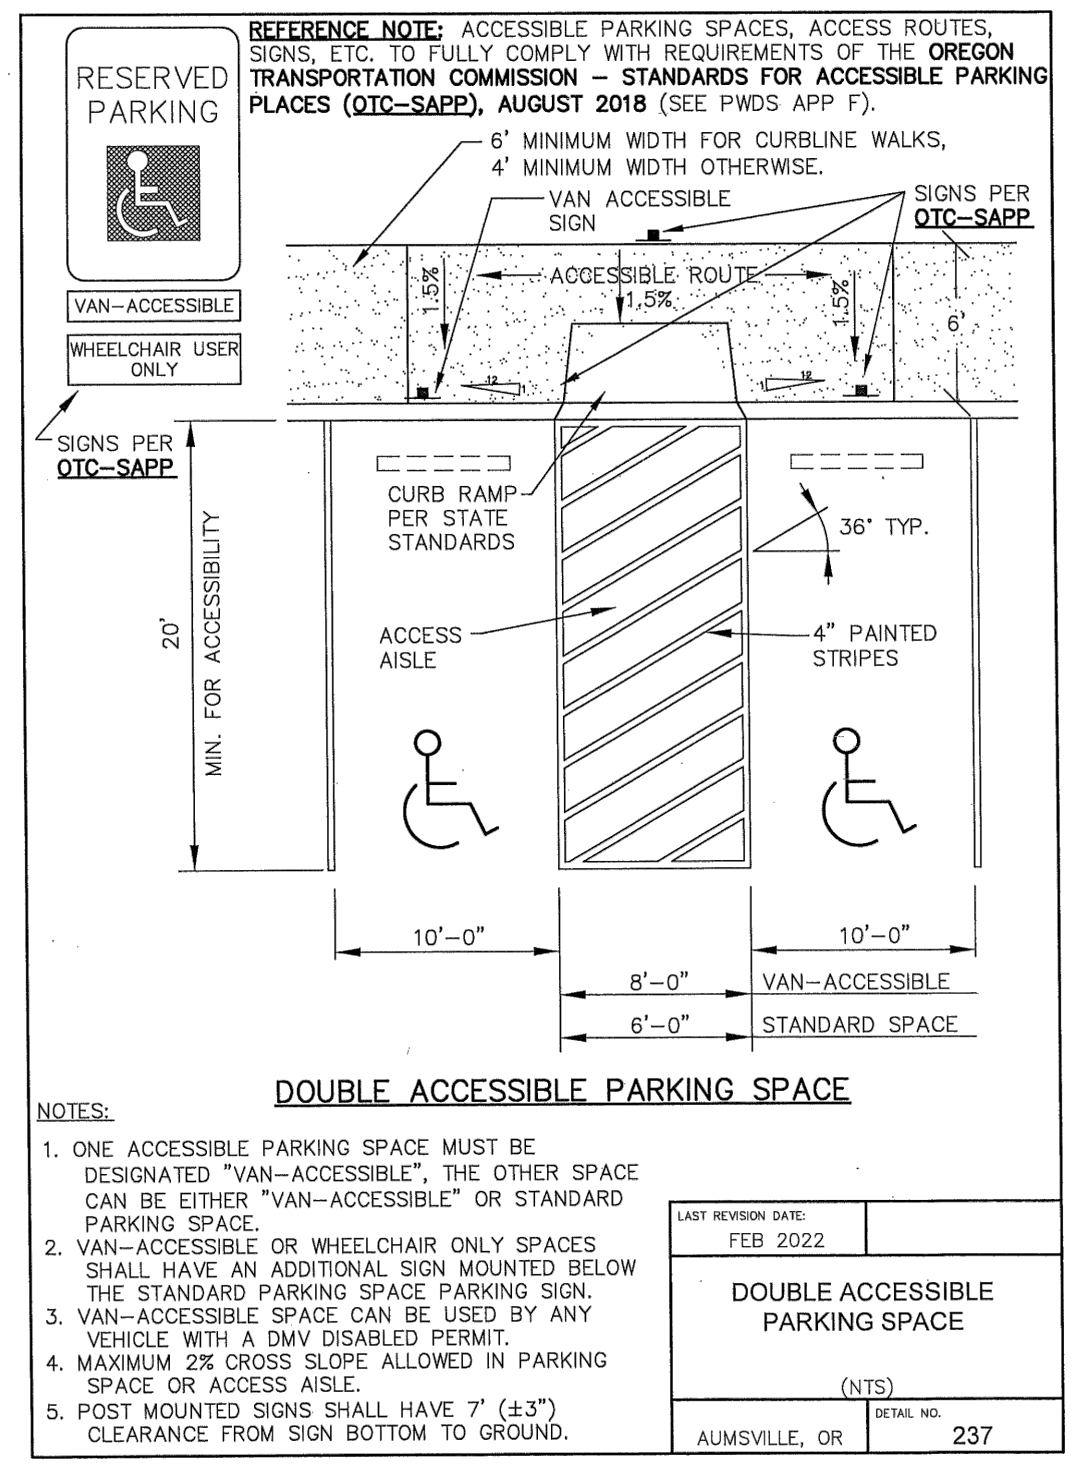 REFERENCE NOTE: ACCESSIBLE PARKING SPACES, ACCESS ROUTES,
SIGNS, ETC. TO FULLY COMPLY WITH REQUIREMENTS OF THE OREGON
TRANSPORTATION COMMISSION – STANDARDS FOR ACCESSIBLE PARKING
PLACES (OTC–SAPP), AUGUST 2018 (SEE PWDS APP F).
RESERVED
PARKING
VAN–ACCESSIBLE
WHEELCHAIR USER
ONLY
SIGNS PER
OTC–SAPP
6' MINIMUM WIDTH FOR CURBLINE WALKS,
4' MINIMUM WIDTH OTHERWISE.
VAN ACCESSIBLE
SIGN
SIGNS PER
OTC–SAPP
ACCESSIBLE ROUTE
1.5%
1.5%
1.5%
6'
12
1
12
1
CURB RAMP
PER STATE
STANDARDS
36° TYP.
20'
MIN. FOR ACCESSIBILITY
ACCESS
AISLE
4" PAINTED
STRIPES
10'–0"
10'–0"
8'–0" VAN–ACCESSIBLE
6'–0" STANDARD SPACE
DOUBLE ACCESSIBLE PARKING SPACE
NOTES:
1. ONE ACCESSIBLE PARKING SPACE MUST BE
DESIGNATED "VAN–ACCESSIBLE", THE OTHER SPACE
CAN BE EITHER "VAN–ACCESSIBLE" OR STANDARD
PARKING SPACE.
2. VAN–ACCESSIBLE OR WHEELCHAIR ONLY SPACES
SHALL HAVE AN ADDITIONAL SIGN MOUNTED BELOW
THE STANDARD PARKING SPACE PARKING SIGN.
3. VAN–ACCESSIBLE SPACE CAN BE USED BY ANY
VEHICLE WITH A DMV DISABLED PERMIT.
4. MAXIMUM 2% CROSS SLOPE ALLOWED IN PARKING
SPACE OR ACCESS AISLE.
5. POST MOUNTED SIGNS SHALL HAVE 7' (±3")
CLEARANCE FROM SIGN BOTTOM TO GROUND.
LAST REVISION DATE:
FEB 2022
DOUBLE ACCESSIBLE
PARKING SPACE
(NTS)
AUMSVILLE, OR
DETAIL NO.
237